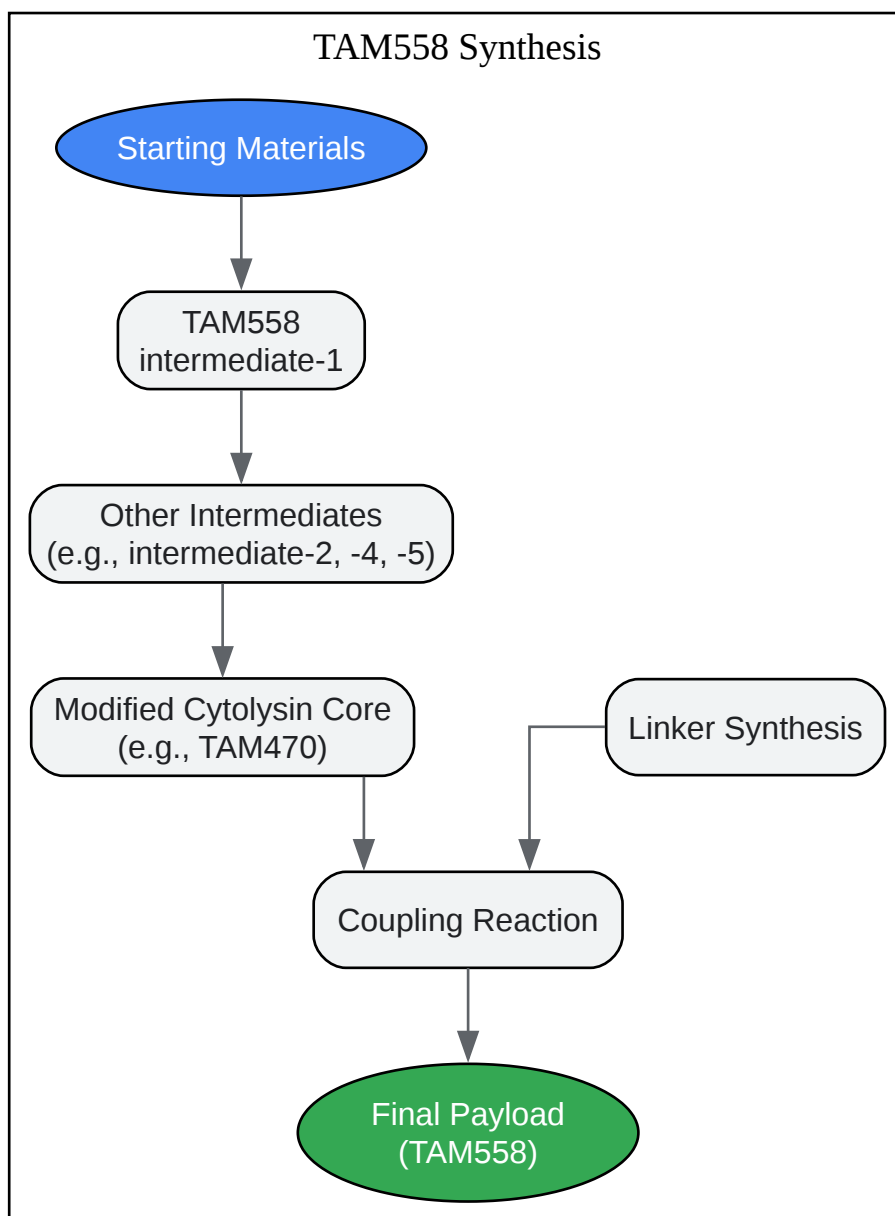 TAM558 Synthesis
Starting Materials
TAM558
intermediate-1
Other Intermediates
(e.g., intermediate-2, -4, -5)
Modified Cytolysin Core
(e.g., TAM470)
Linker Synthesis
Coupling Reaction
Final Payload
(TAM558)